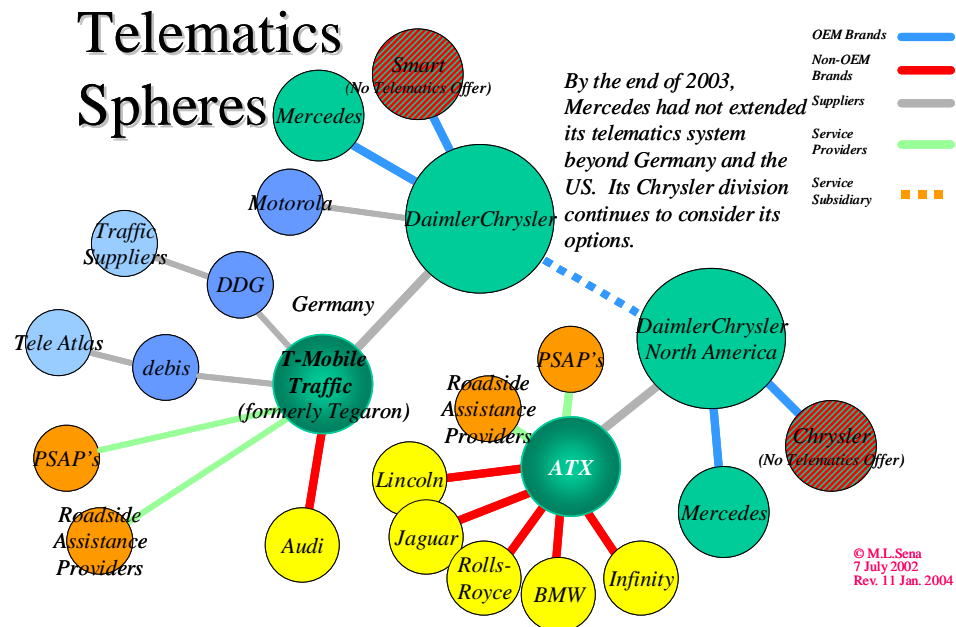 Telematics
Spheres
OEM Brands
Non-OEM
Brands
Suppliers
Service
Providers
Service
Subsidiary
By the end of 2003,
Mercedes had not extended
its telematics system
beyond Germany and the
US. Its Chrysler division
continues to consider its
options.
Smart
(No Telematics Offer)
Mercedes
Motorola
DaimlerChrysler
Traffic
Suppliers
DDG
Germany
Tele Atlas
debis
T-Mobile
Traffic
(formerly Tegaron)
PSAP's
Roadside
Assistance
Providers
Audi
DaimlerChrysler
North America
PSAP's
Roadside
Assistance
Providers
ATX
Lincoln
Jaguar
Rolls-
Royce
BMW
Infinity
Mercedes
Chrysler
(No Telematics Offer)
© M.L.Sena
7 July 2002
Rev. 11 Jan. 2004